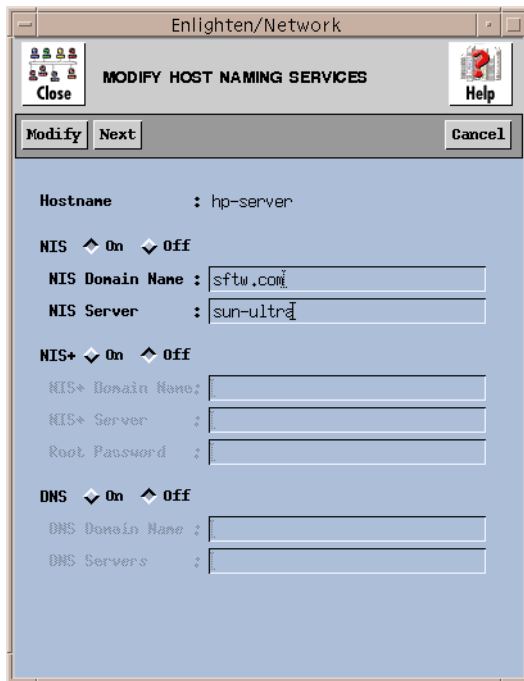 Enlighten/Network
MODIFY HOST NAMING SERVICES
Close
Help
Modify Next Cancel
Hostname : hp-server
NIS On Off
NIS Domain Name : sftw.com
NIS Server : sun-ultra
NIS+ On Off
NIS+ Domain Name:
NIS+ Server :
Root Password :
DNS On Off
DNS Domain Name :
DNS Servers :